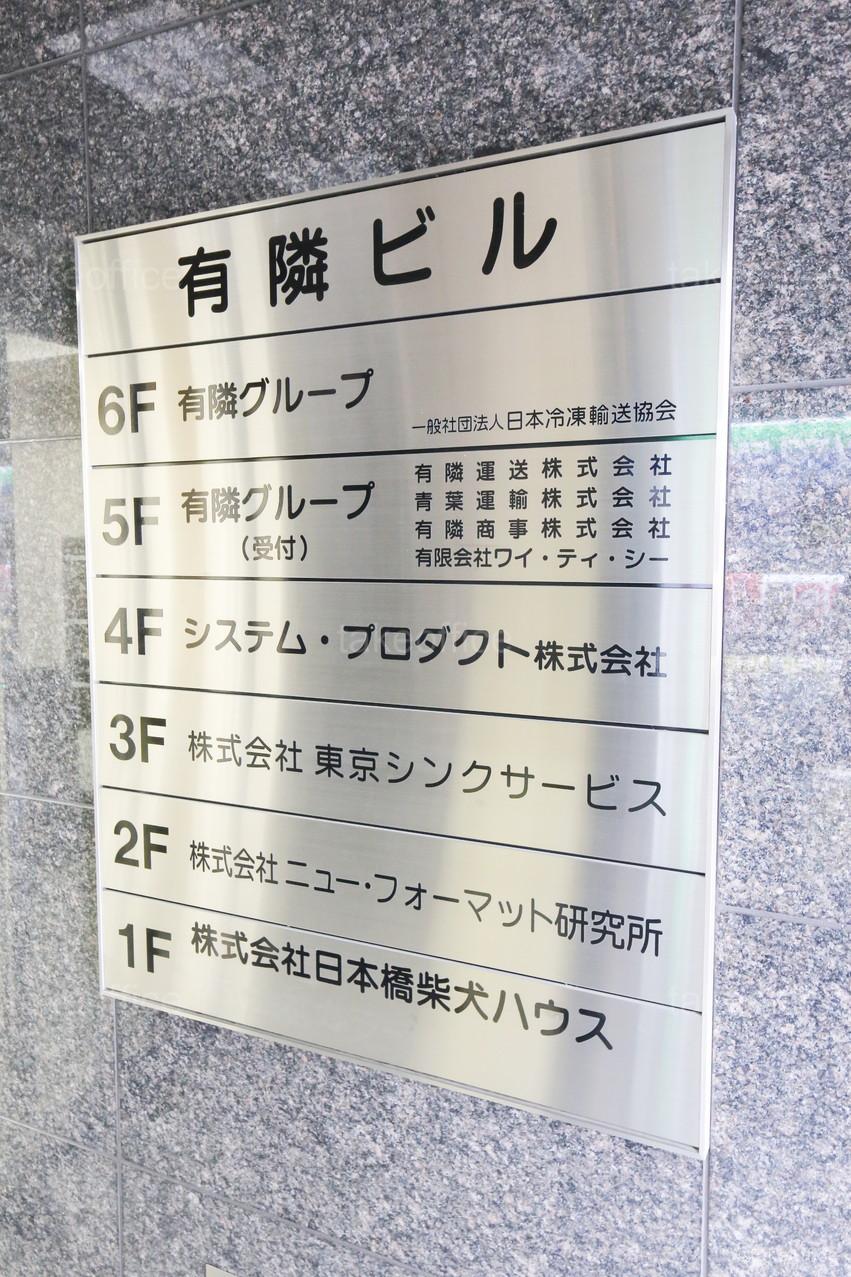 有隣ビル
6F 有隣グループ 一般社団法人日本冷凍輸送協会
5F 有隣グループ
(受付)
有隣運送株式会社
青葉運輸株式会社
有隣商事株式会社
有限会社ワイ・ティ・シー
4F システム・プロダクト株式会社
3F 株式会社 東京シンクサービス
2F 株式会社 ニュー・フォーマット研究所
1F 株式会社日本橋柴犬ハウス
take office